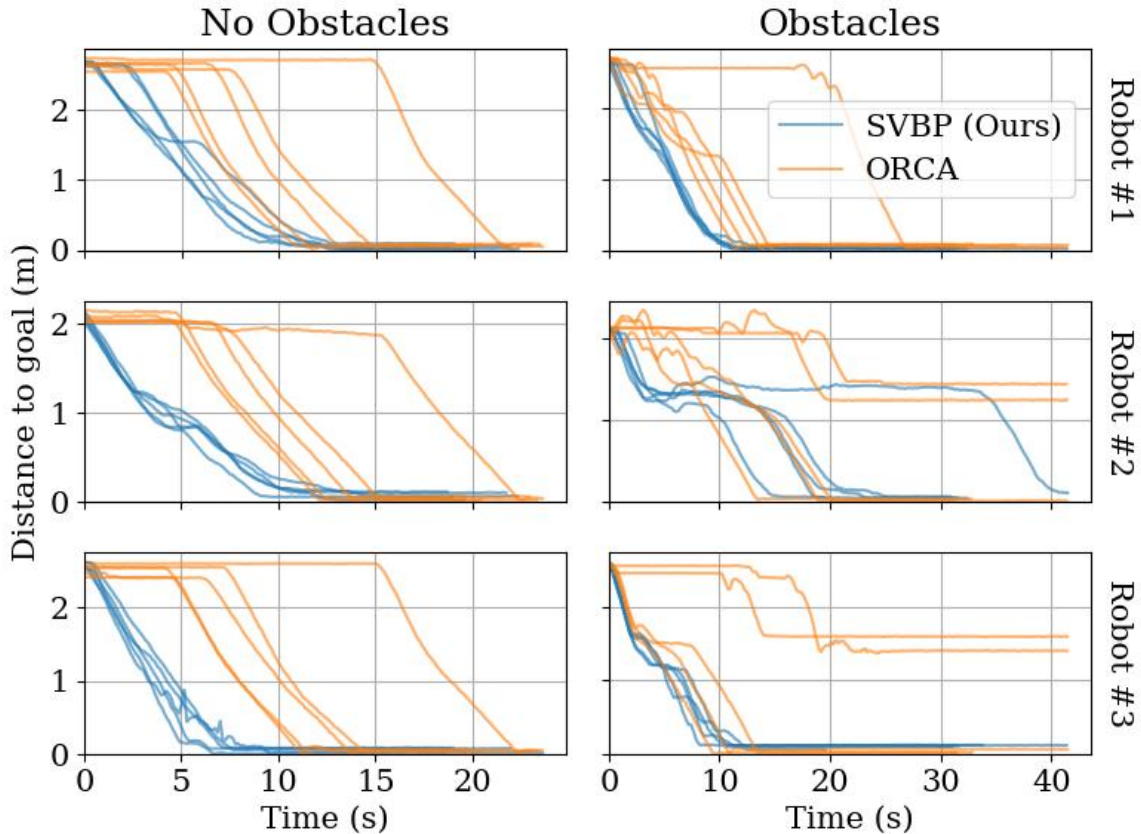 No Obstacles
Obstacles
Distance to goal (m)
2
1
0
SVBP (Ours)
ORCA
Robot #1
2
1
0
Robot #2
2
1
0
Robot #3
0 5 10 15 20
0 10 20 30 40
Time (s)
Time (s)